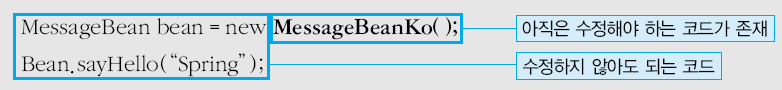 MessageBean bean = new MessageBeanKo( ); 아직은 수정해야 하는 코드가 존재
Bean.sayHello(“Spring”); 수정하지 않아도 되는 코드